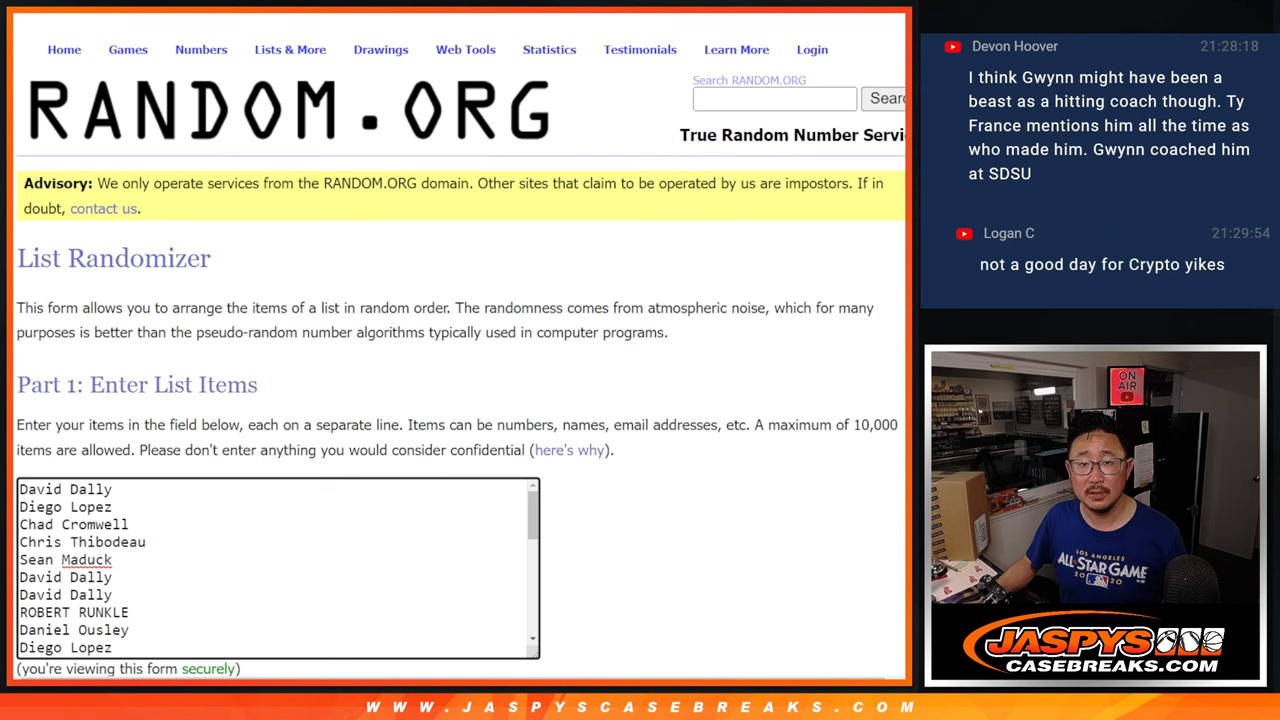 Home Games Numbers Lists & More Drawings Web Tools Statistics Testimonials Learn More Login
RANDOM.ORG
Search RANDOM.ORG
Searc
True Random Number Servi
Advisory: We only operate services from the RANDOM.ORG domain. Other sites that claim to be operated by us are impostors. If in
doubt, contact us.
List Randomizer
This form allows you to arrange the items of a list in random order. The randomness comes from atmospheric noise, which for many
purposes is better than the pseudo-random number algorithms typically used in computer programs.
Part 1: Enter List Items
Enter your items in the field below, each on a separate line. Items can be numbers, names, email addresses, etc. A maximum of 10,000
items are allowed. Please don't enter anything you would consider confidential (here's why).
David Dally
Diego Lopez
Chad Cromwell
Chris Thibodeau
Sean Maduck
David Dally
David Dally
ROBERT RUNKLE
Daniel Ousley
Diego Lopez
(you're viewing this form securely)
Devon Hoover 21:28:18
I think Gwynn might have been a
beast as a hitting coach though. Ty
France mentions him all the time as
who made him. Gwynn coached him
at SDSU
Logan C 21:29:54
not a good day for Crypto yikes
ON
AIR
LOS ANGELES
ALL STAR GAME
2020
JASPYS
CASEBREAKS.COM
WWW.JASPYSCASEBREAKS.COM